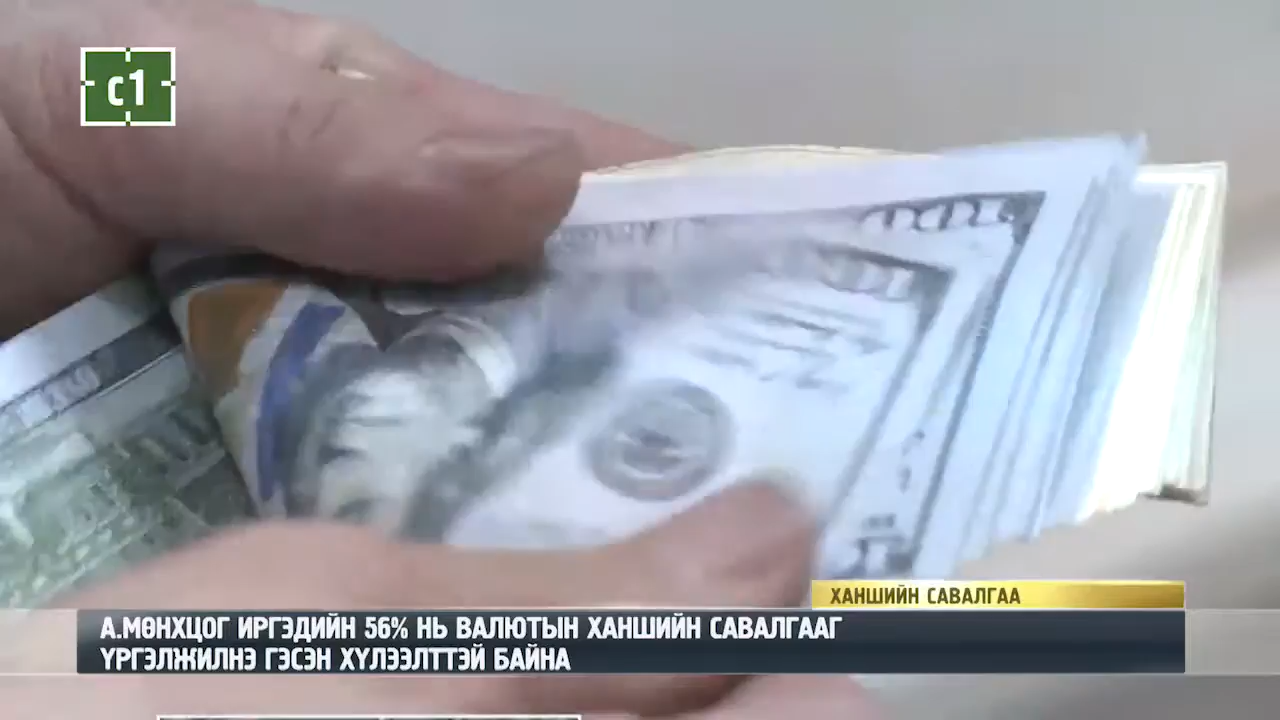 c1
ХАНШИЙН САВАЛГАА
А.МӨНХЦОГ ИРГЭДИЙН 56% НЬ ВАЛЮТЫН ХАНШИЙН САВАЛГААГ
ҮРГЭЛЖИЛНЭ ГЭСЭН ХҮЛЭЭЛТТЭЙ БАЙНА